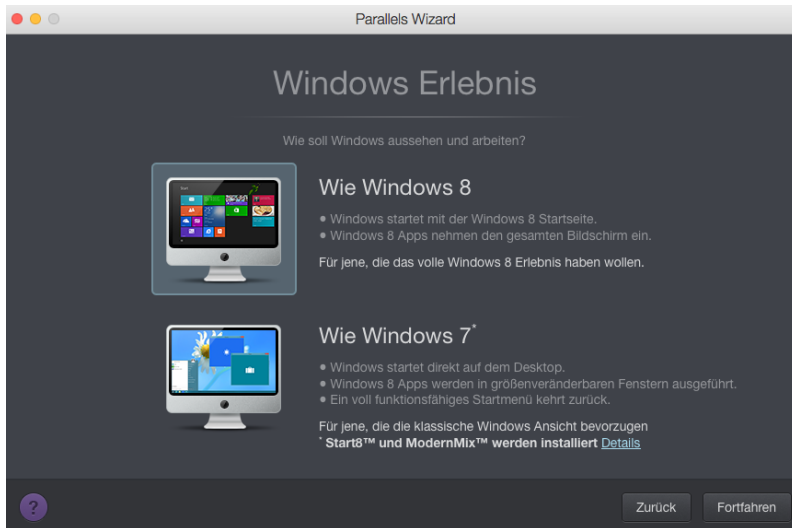 Parallels Wizard
Windows Erlebnis
Wie soll Windows aussehen und arbeiten?
Wie Windows 8
• Windows startet mit der Windows 8 Startseite.
• Windows 8 Apps nehmen den gesamten Bildschirm ein.
Für jene, die das volle Windows 8 Erlebnis haben wollen.
Wie Windows 7*
• Windows startet direkt auf dem Desktop.
• Windows 8 Apps werden in größenveränderbaren Fenstern ausgeführt.
• Ein voll funktionsfähiges Startmenü kehrt zurück.
Für jene, die die klassische Windows Ansicht bevorzugen
* Start8™ und ModernMix™ werden installiert Details
?
Zurück
Fortfahren